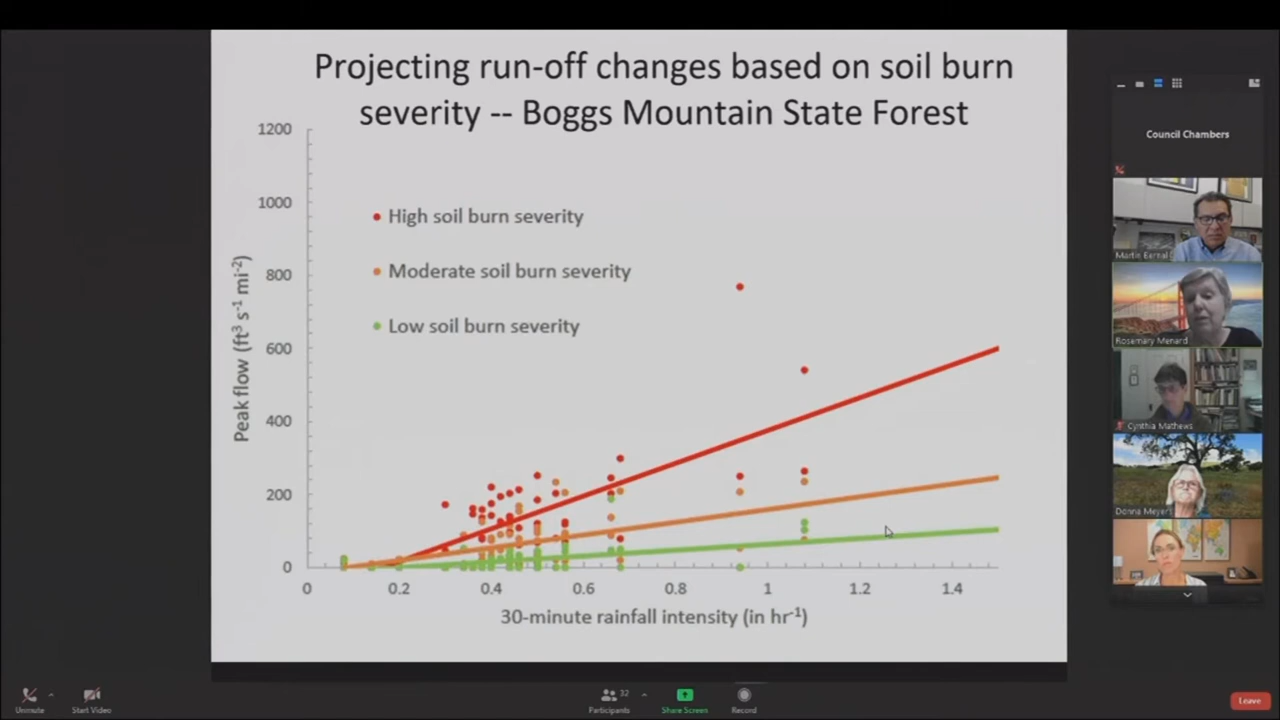 Projecting run-off changes based on soil burn
severity -- Boggs Mountain State Forest
1200
1000
800
600
400
200
0
Peak flow (ft³ s⁻¹ mi⁻²)
High soil burn severity
Moderate soil burn severity
Low soil burn severity
0 0.2 0.4 0.6 0.8 1 1.2 1.4
30-minute rainfall intensity (in hr⁻¹)
Council Chambers
Martin Bernal
Rosemary Menard
Cynthia Mathews
Donna Meyers
Unmute
Start Video
Participants
32
Share Screen
Record
Leave